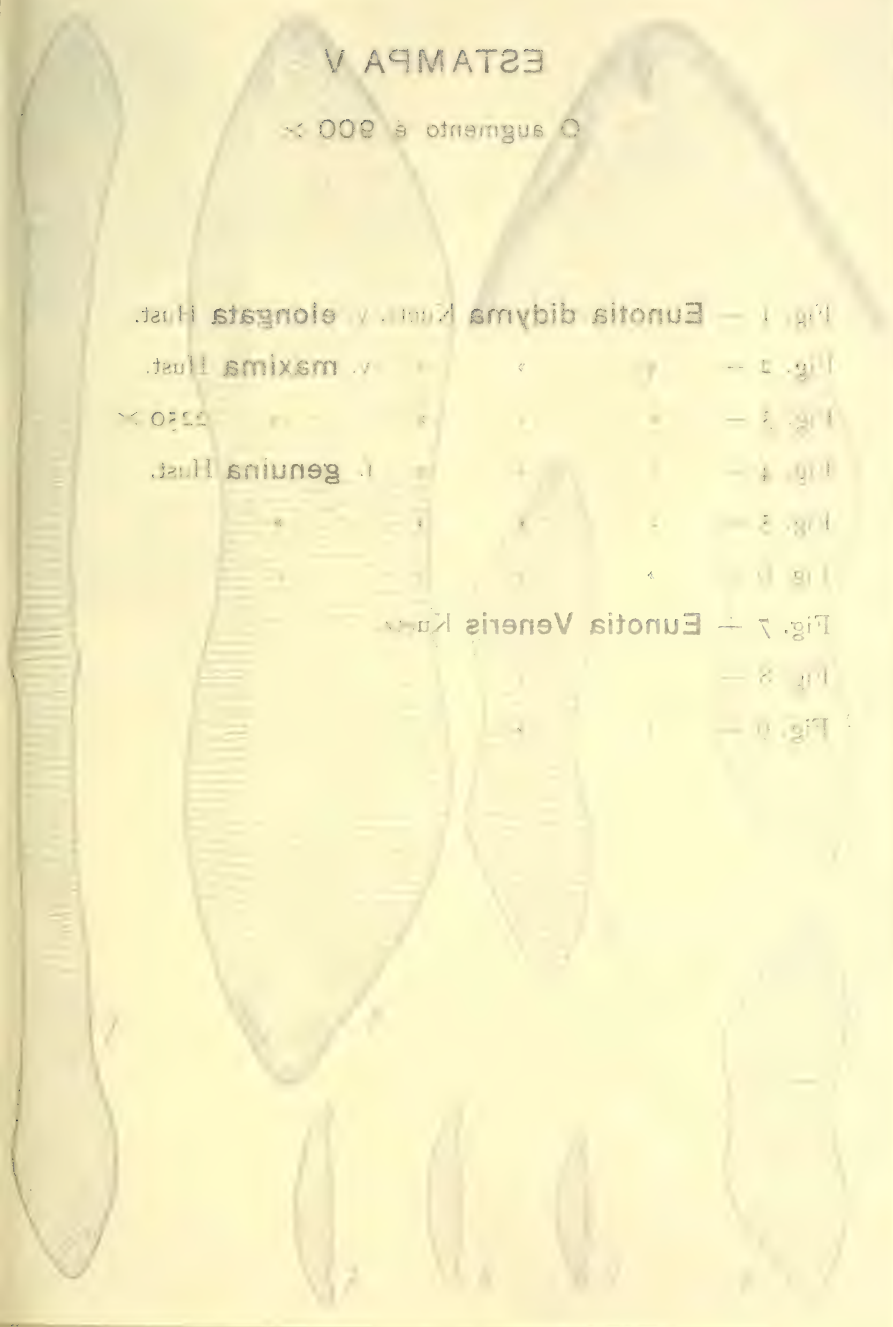 ESTAMPA V
O augmento é 900 ×
Fig. 1 — Eunotia didyma v. elongata Hust.
Fig. 2 — » » » v. maxima Hust.
Fig. 3 — » » » » 2250 ×
Fig. 4 — » » » f. genuina Hust.
Fig. 5 — » » » »
Fig. 6 — » » » »
Fig. 7 — Eunotia Veneris
Fig. 8 — » »
Fig. 9 — » »